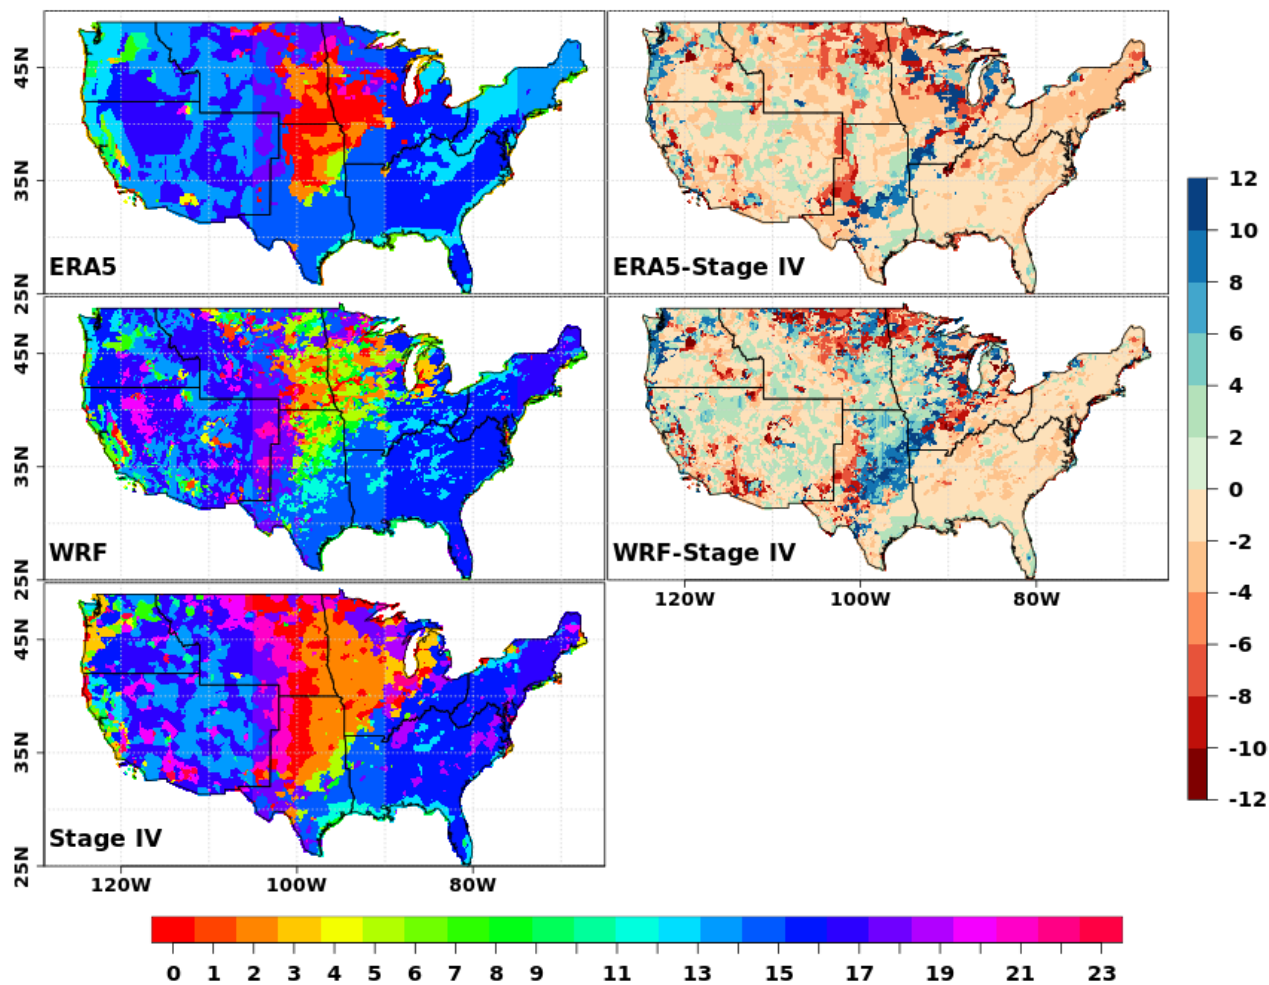 45N
35N
25N
ERA5
ERA5-Stage IV
45N
35N
25N
WRF
WRF-Stage IV
120W
100W
80W
45N
35N
25N
Stage IV
120W
100W
80W
12
10
8
6
4
2
0
-2
-4
-6
-8
-10
-12
0 1 2 3 4 5 6 7 8 9 11 13 15 17 19 21 23